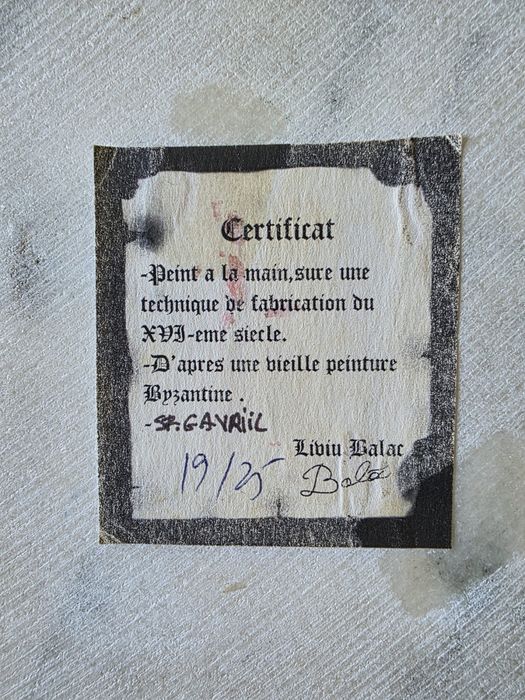 Certificat
-Peint a la main,sure une
technique de fabrication du
XVI-eme siecle.
-D'apres une vieille peinture
Byzantine .
-SF.GAVRIIL
Liviu Balac
19/25 Balac